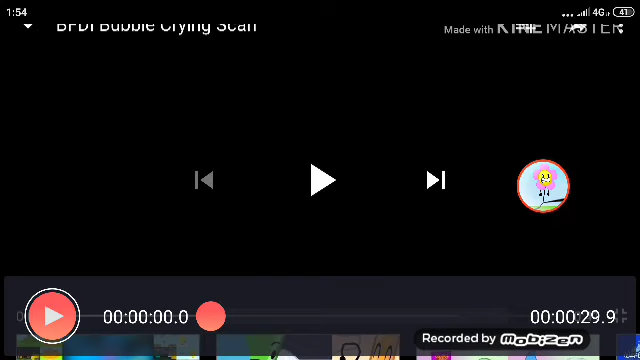 1:54
4G
41
BFDI Bubble Crying Scan
Made with KINEMASTER
00:00:00.0
00:00:29.9
Recorded by mobizen